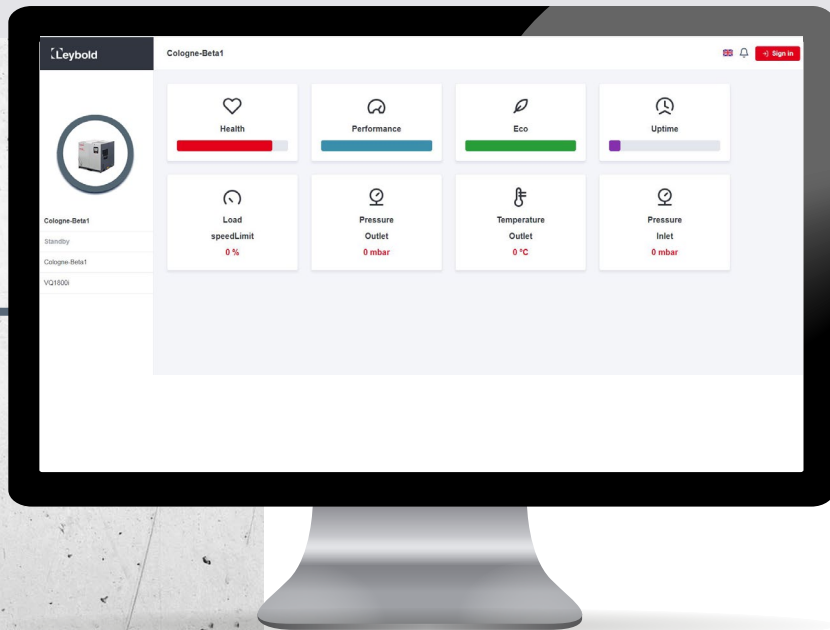 Leybold
Cologne-Beta1
Sign in
Health
Performance
Eco
Uptime
Load
speedLimit
0 %
Pressure
Outlet
0 mbar
Temperature
Outlet
0 °C
Pressure
Inlet
0 mbar
Cologne-Beta1
Standby
Cologne-Beta1
VQ1800i